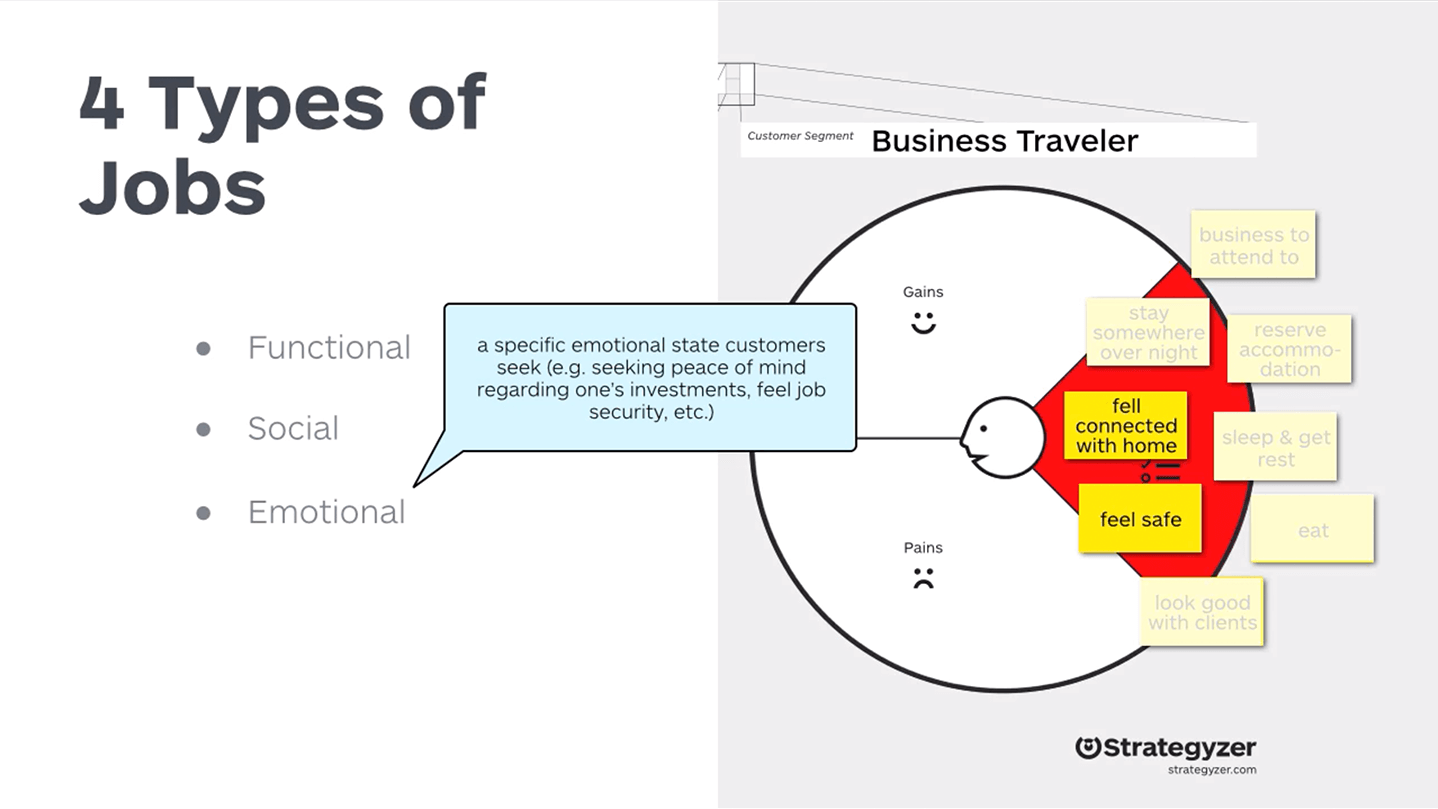 4 Types of
Jobs
Functional
Social
Emotional
a specific emotional state customers
seek (e.g. seeking peace of mind
regarding one's investments, feel job
security, etc.)
Customer Segment
Business Traveler
Gains
Pains
business to
attend to
stay
somewhere
over night
reserve
accommo-
dation
fell
connected
with home
sleep & get
rest
feel safe
eat
look good
with clients
Strategyzer
strategyzer.com